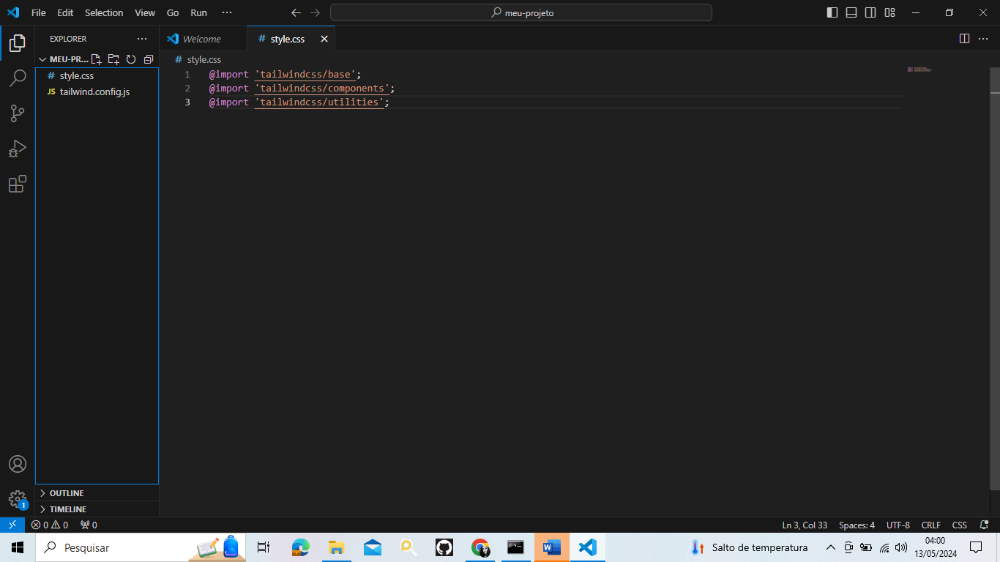 File Edit Selection View Go Run ···
meu-projeto
EXPLORER ···
Welcome
# style.css
MEU-PR...
# style.css
# style.css
JS tailwind.config.js
1 @import 'tailwindcss/base';
2 @import 'tailwindcss/components';
3 @import 'tailwindcss/utilities';
OUTLINE
TIMELINE
1
0 0 0
Ln 3, Col 33 Spaces: 4 UTF-8 CRLF CSS
Pesquisar
Salto de temperatura
04:00
13/05/2024